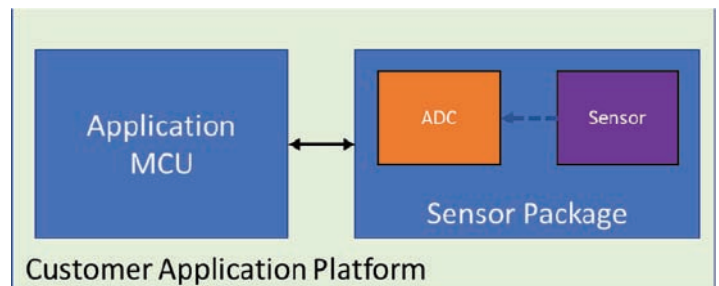 Application
MCU
ADC
Sensor
Sensor Package
Customer Application Platform